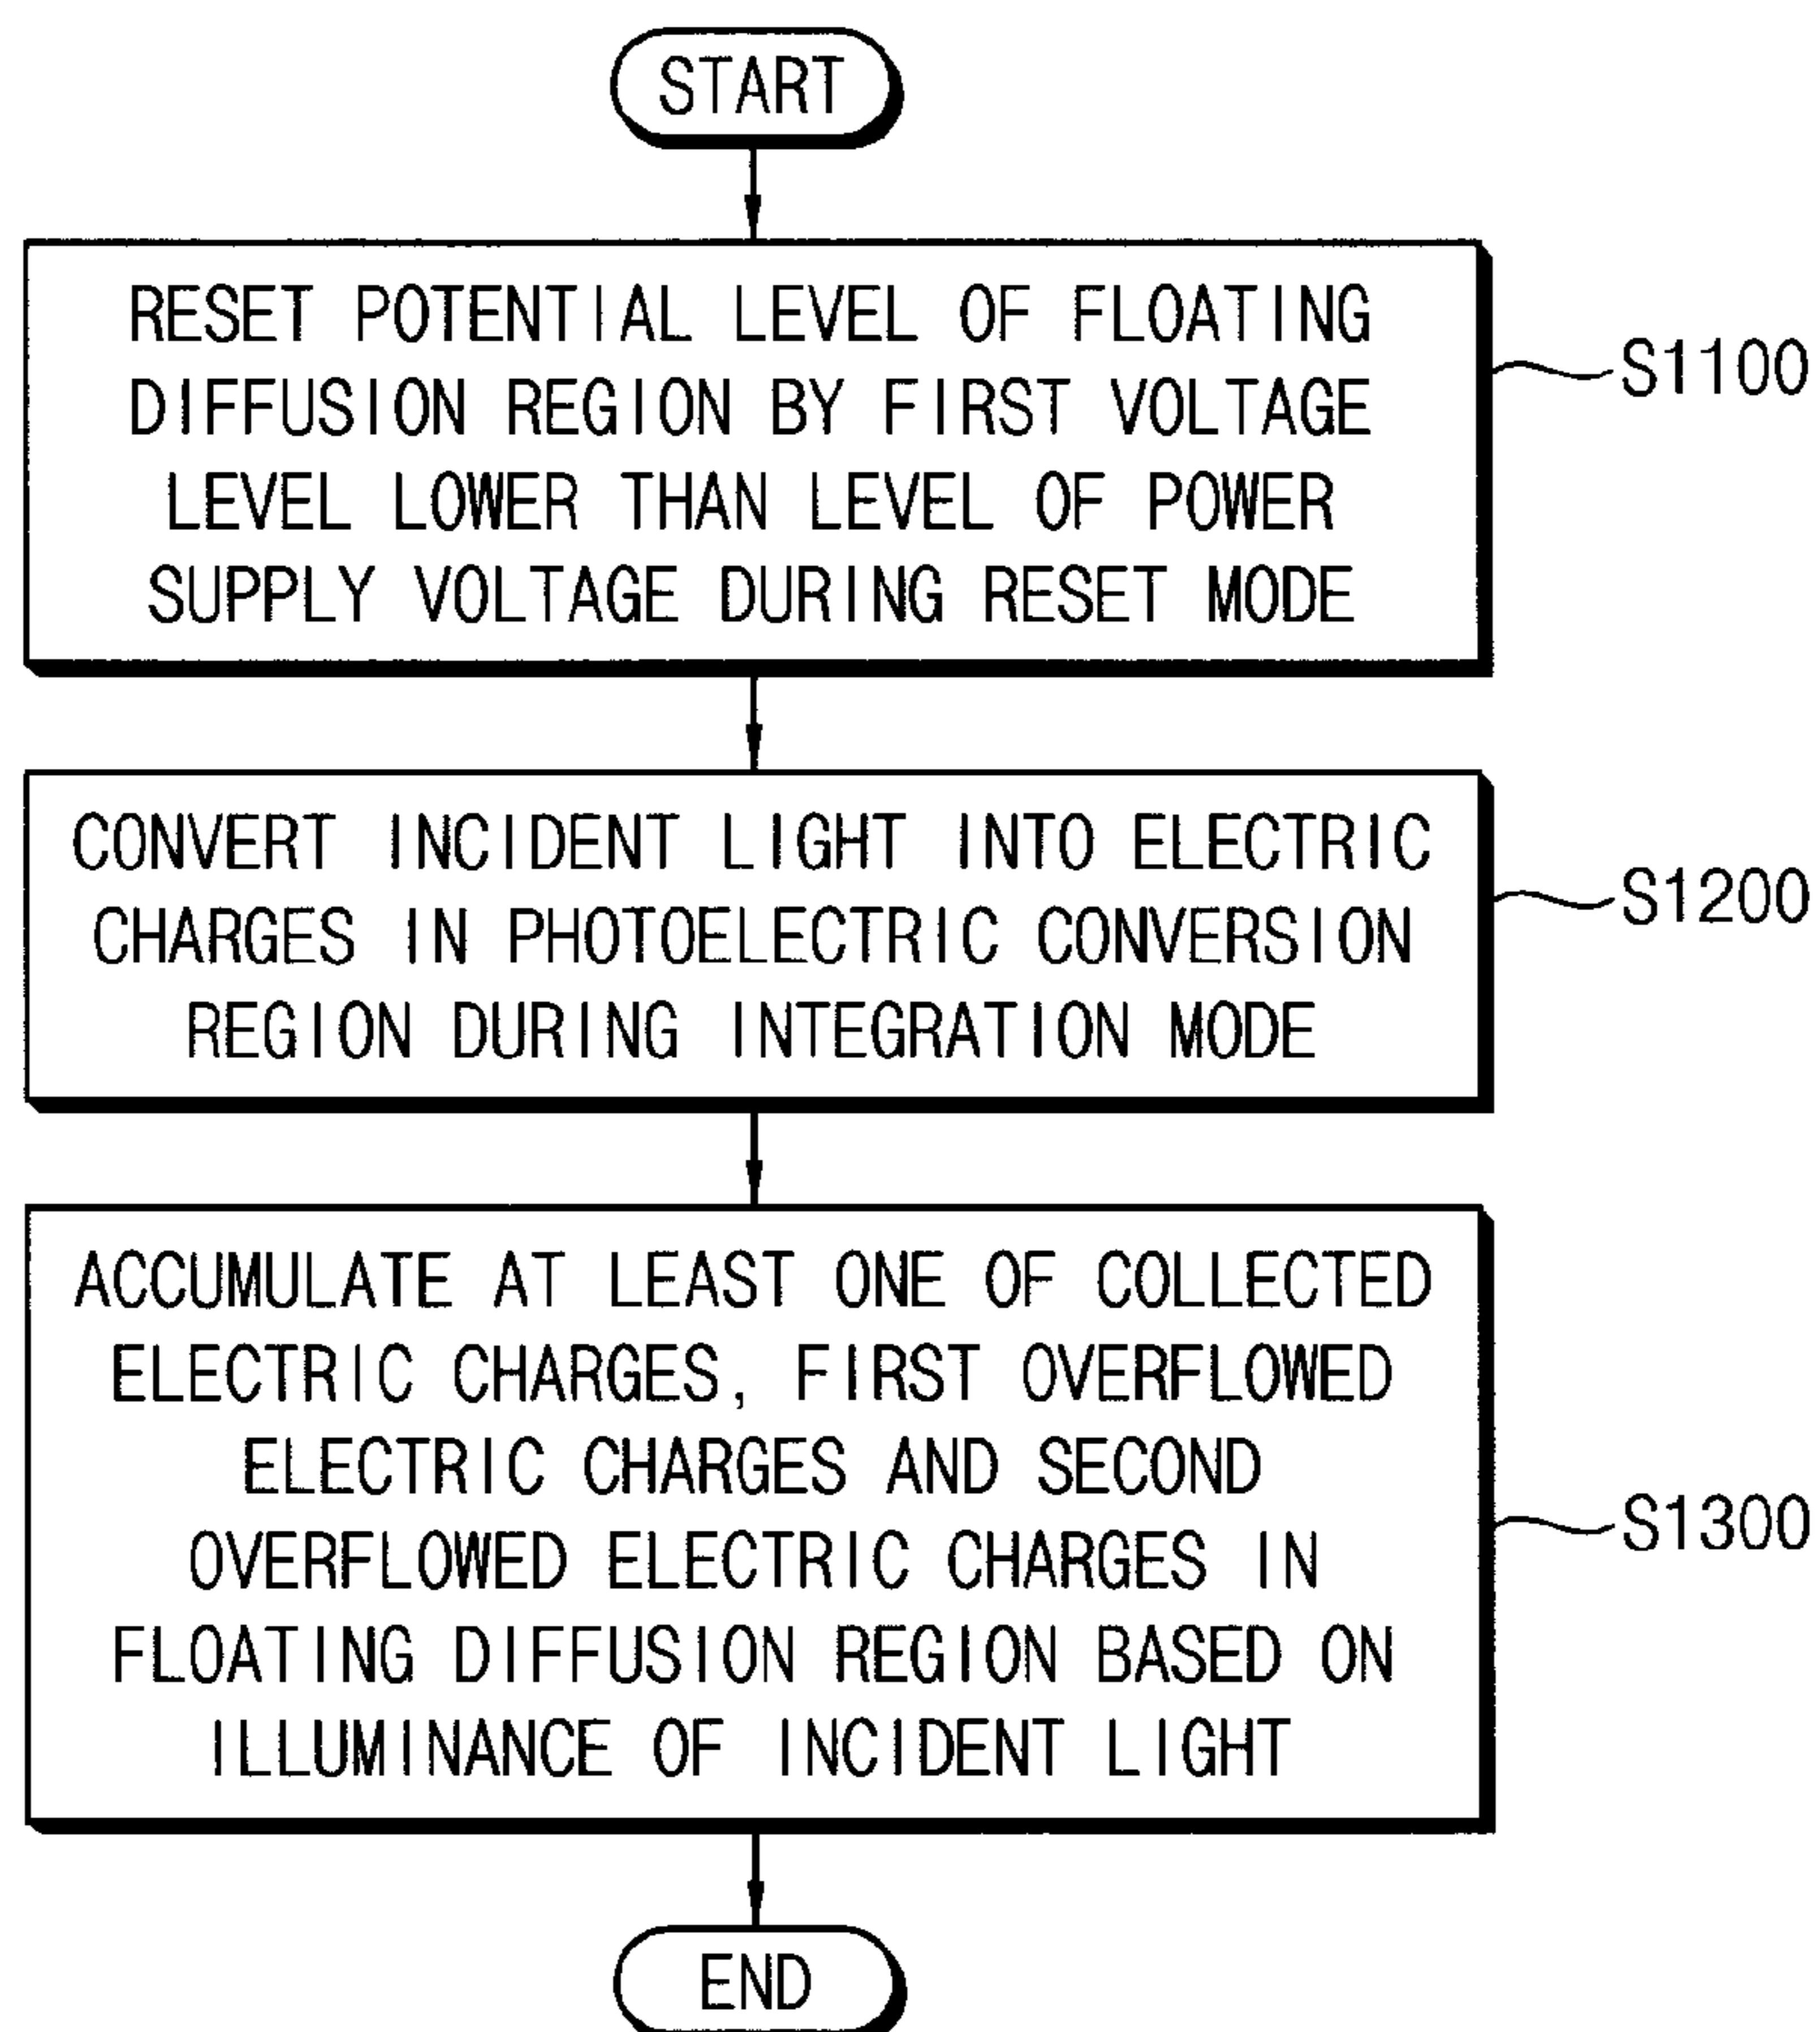 START
RESET POTENTIAL LEVEL OF FLOATING
DIFFUSION REGION BY FIRST VOLTAGE
LEVEL LOWER THAN LEVEL OF POWER
SUPPLY VOLTAGE DURING RESET MODE
S1100
CONVERT INCIDENT LIGHT INTO ELECTRIC
CHARGES IN PHOTOELECTRIC CONVERSION
REGION DURING INTEGRATION MODE
S1200
ACCUMULATE AT LEAST ONE OF COLLECTED
ELECTRIC CHARGES, FIRST OVERFLOWED
ELECTRIC CHARGES AND SECOND
OVERFLOWED ELECTRIC CHARGES IN
FLOATING DIFFUSION REGION BASED ON
ILLUMINANCE OF INCIDENT LIGHT
S1300
END